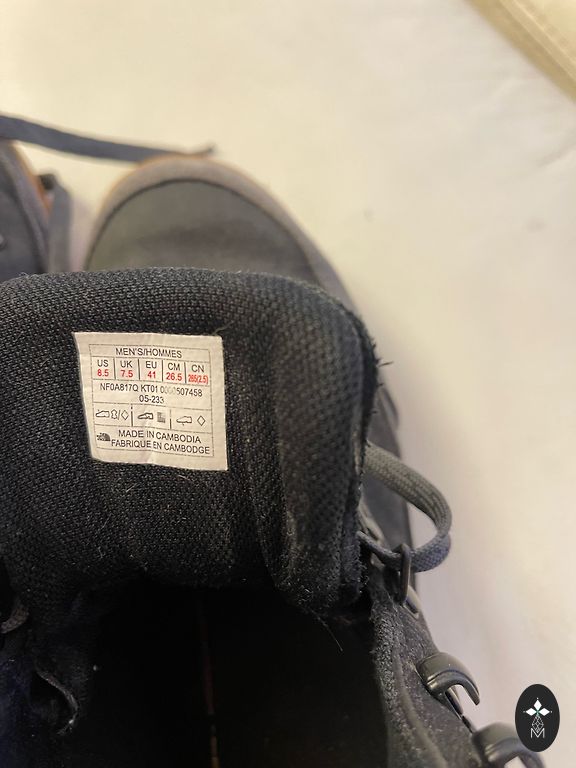 MEN'S/HOMMES
US UK EU CM CN
8.5 7.5 41 26.5 265(2.5)
NF0A817Q KT01 0000507458
05-233
MADE IN CAMBODIA
FABRIQUE EN CAMBODGE